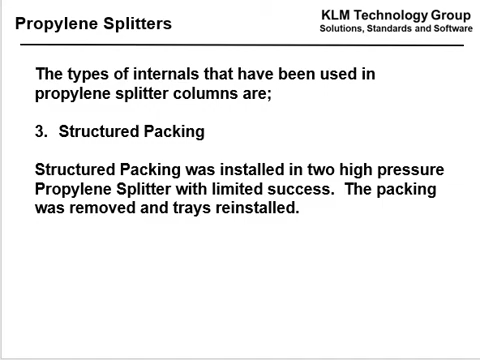 Propylene Splitters
KLM Technology Group
Solutions, Standards and Software
The types of internals that have been used in
propylene splitter columns are;
3. Structured Packing
Structured Packing was installed in two high pressure
Propylene Splitter with limited success. The packing
was removed and trays reinstalled.